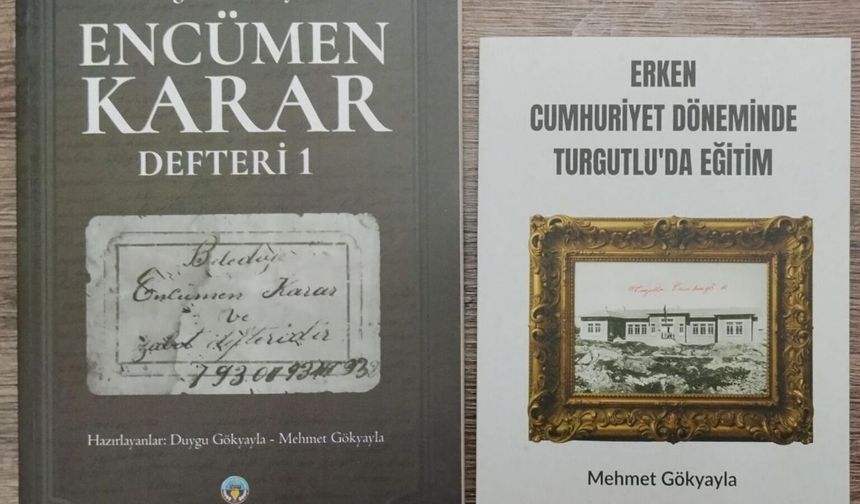 ENCÜMEN
KARAR
DEFTERİ 1
Belediye
Encümen Karar
ve
zabıt defteridir
Hazırlayanlar: Duygu Gökyayla - Mehmet Gökyayla
ERKEN
CUMHURİYET DÖNEMİNDE
TURGUTLU'DA EĞİTİM
Mehmet Gökyayla